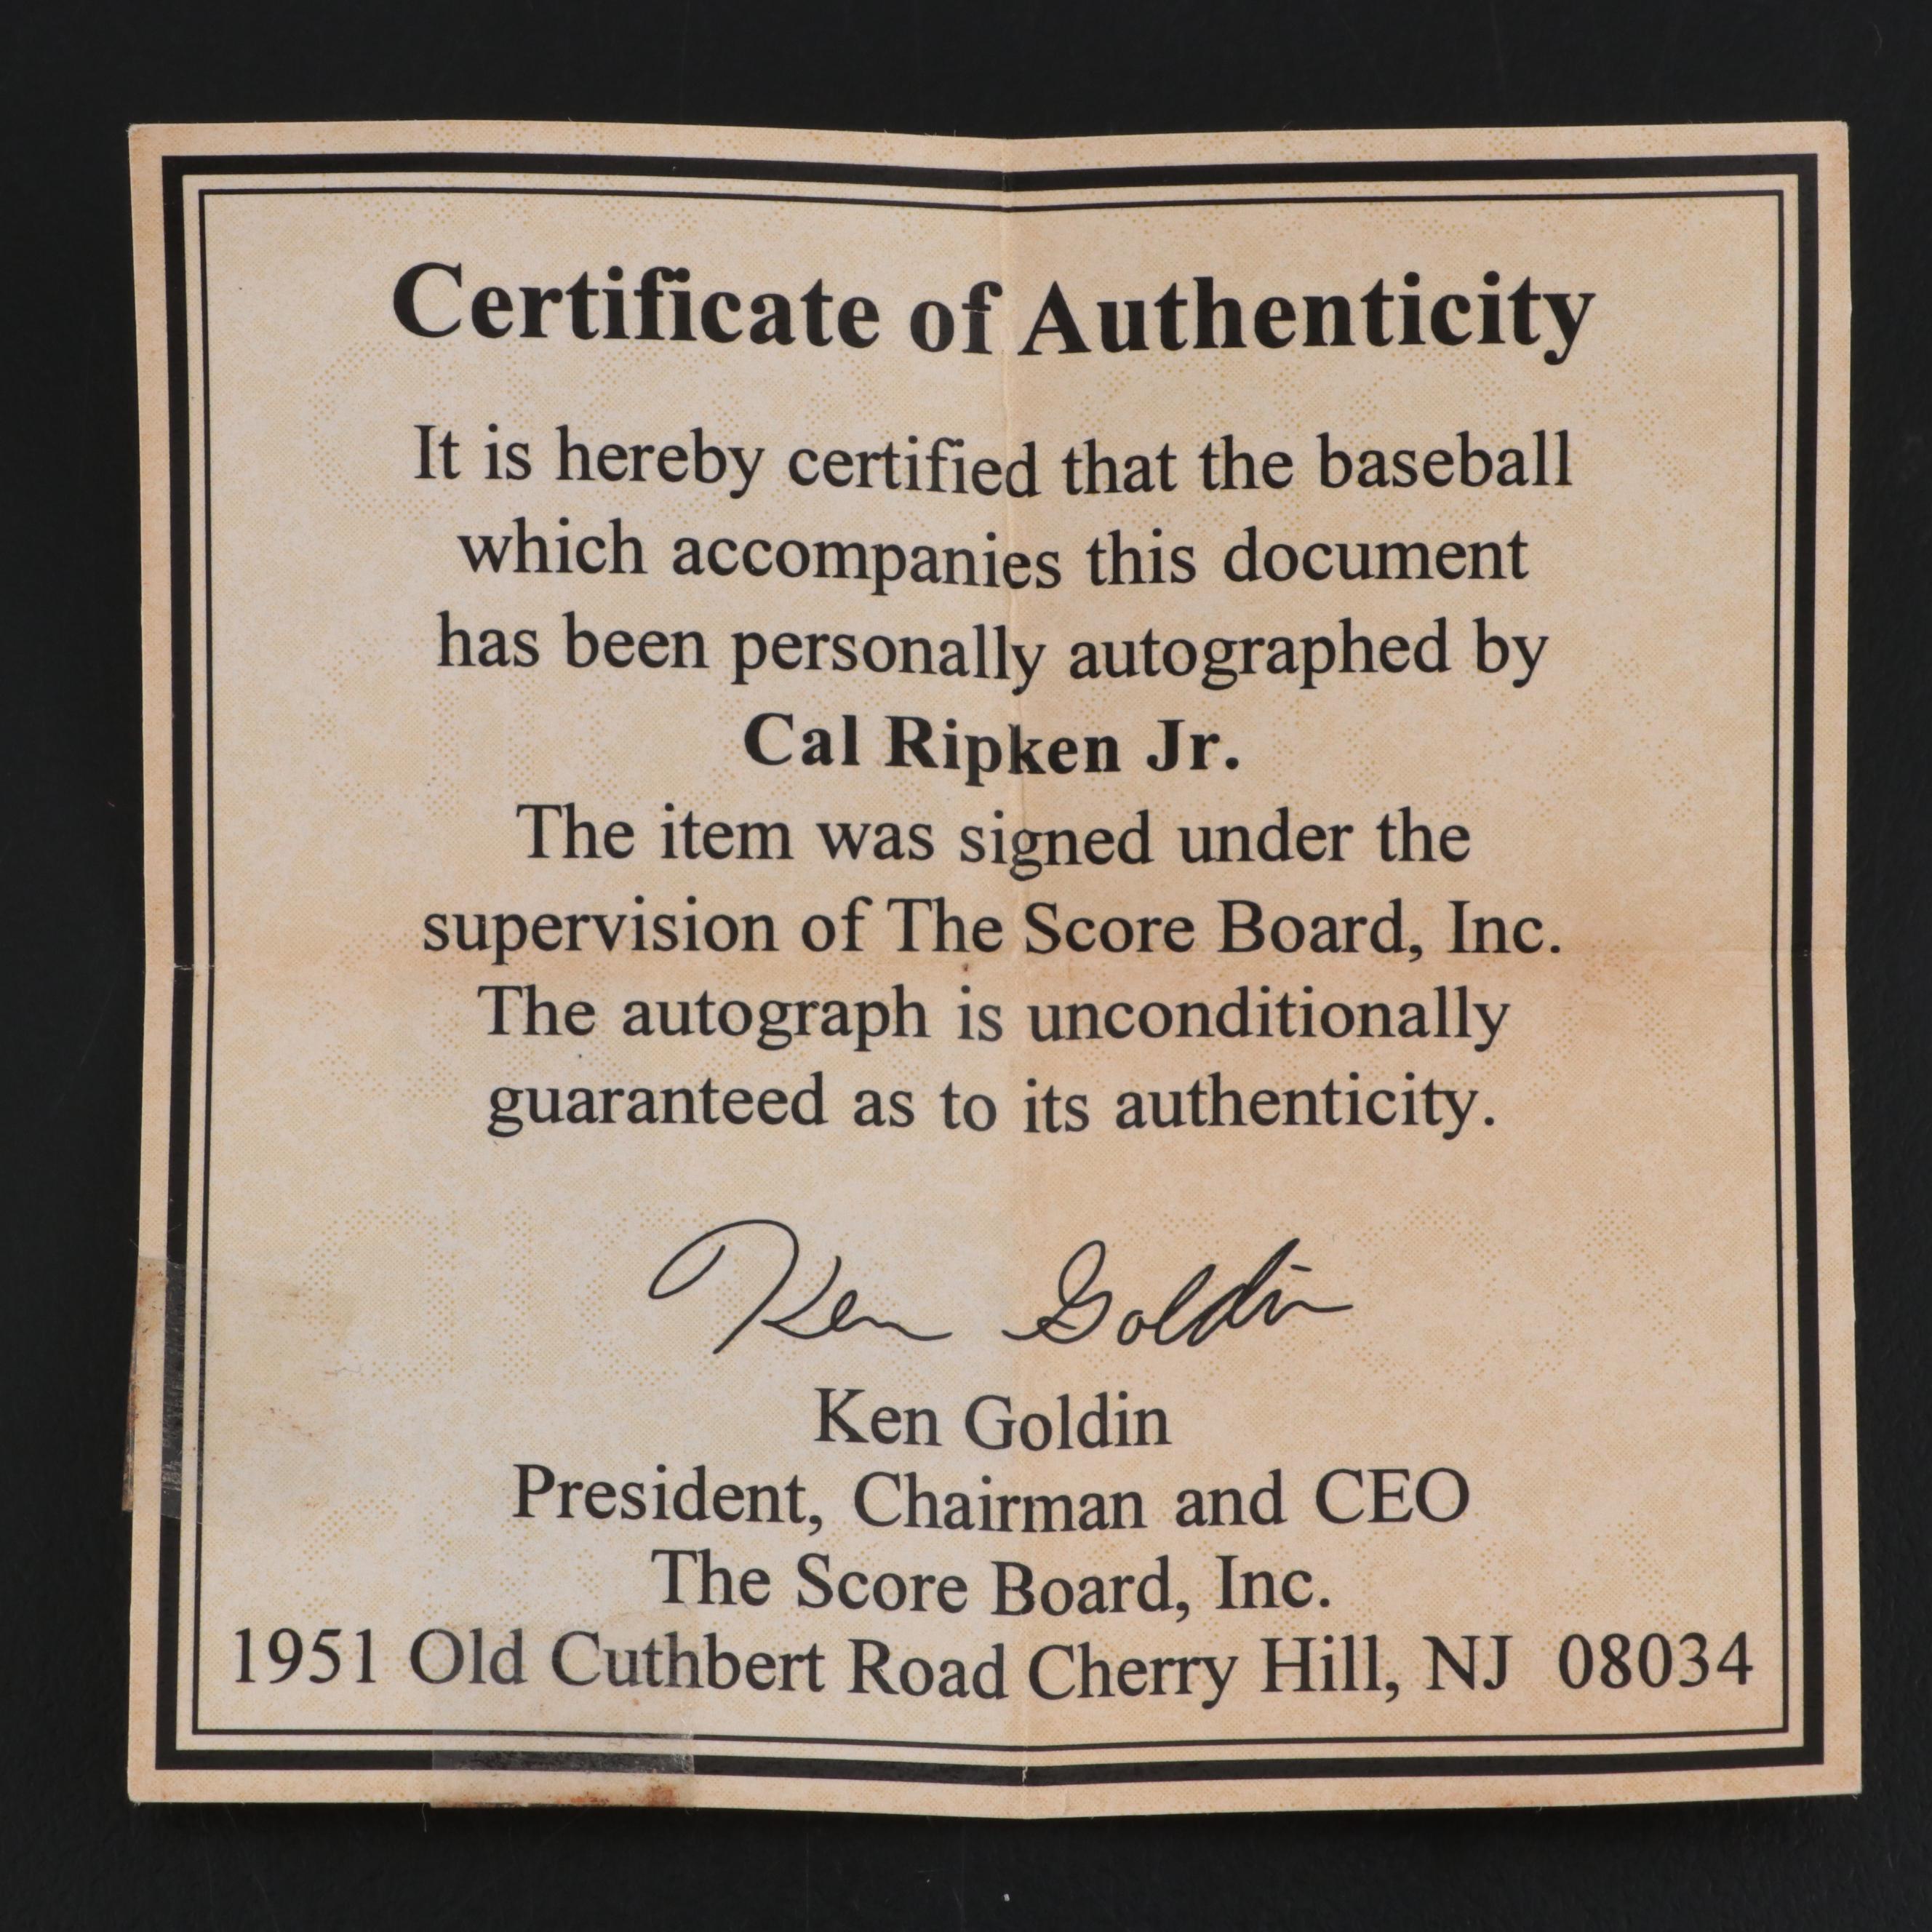 Certificate of Authenticity
It is hereby certified that the baseball
which accompanies this document
has been personally autographed by
Cal Ripken Jr.
The item was signed under the
supervision of The Score Board, Inc.
The autograph is unconditionally
guaranteed as to its authenticity.
Ken Goldin
Ken Goldin
President, Chairman and CEO
The Score Board, Inc.
1951 Old Cuthbert Road Cherry Hill, NJ 08034